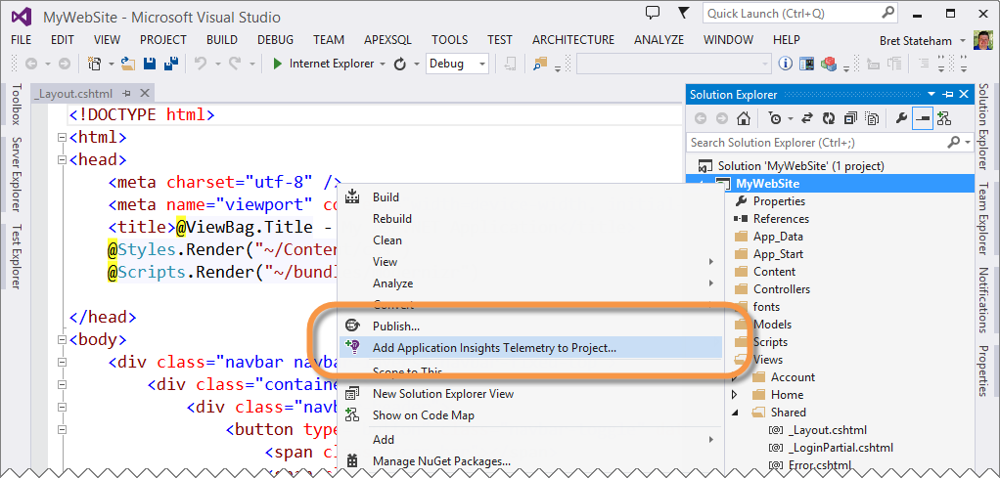 MyWebSite - Microsoft Visual Studio
Quick Launch (Ctrl+Q)
FILE EDIT VIEW PROJECT BUILD DEBUG TEAM APEXSQL TOOLS TEST ARCHITECTURE ANALYZE WINDOW HELP Bret Stateham
Internet Explorer Debug
Toolbox
Server Explorer
Test Explorer
_Layout.cshtml
<!DOCTYPE html>
<html>
<head>
<meta charset="utf-8" />
<meta name="viewport" co
<title>@ViewBag.Title -
@Styles.Render("~/Conten
@Scripts.Render("~/bundl
</head>
<body>
<div class="navbar navba
<div class="containe
<div class="navb
<button type
<span cl
Build
Rebuild
Clean
View
Analyze
Convert
Publish...
Add Application Insights Telemetry to Project...
Scope to This
New Solution Explorer View
Show on Code Map
Add
Manage NuGet Packages...
Solution Explorer
Search Solution Explorer (Ctrl+;)
Solution 'MyWebSite' (1 project)
MyWebSite
Properties
References
App_Data
App_Start
Content
Controllers
fonts
Models
Scripts
Views
Account
Home
Shared
_Layout.cshtml
_LoginPartial.cshtml
Error.cshtml
Solution Explorer
Team Explorer
Notifications
Properties